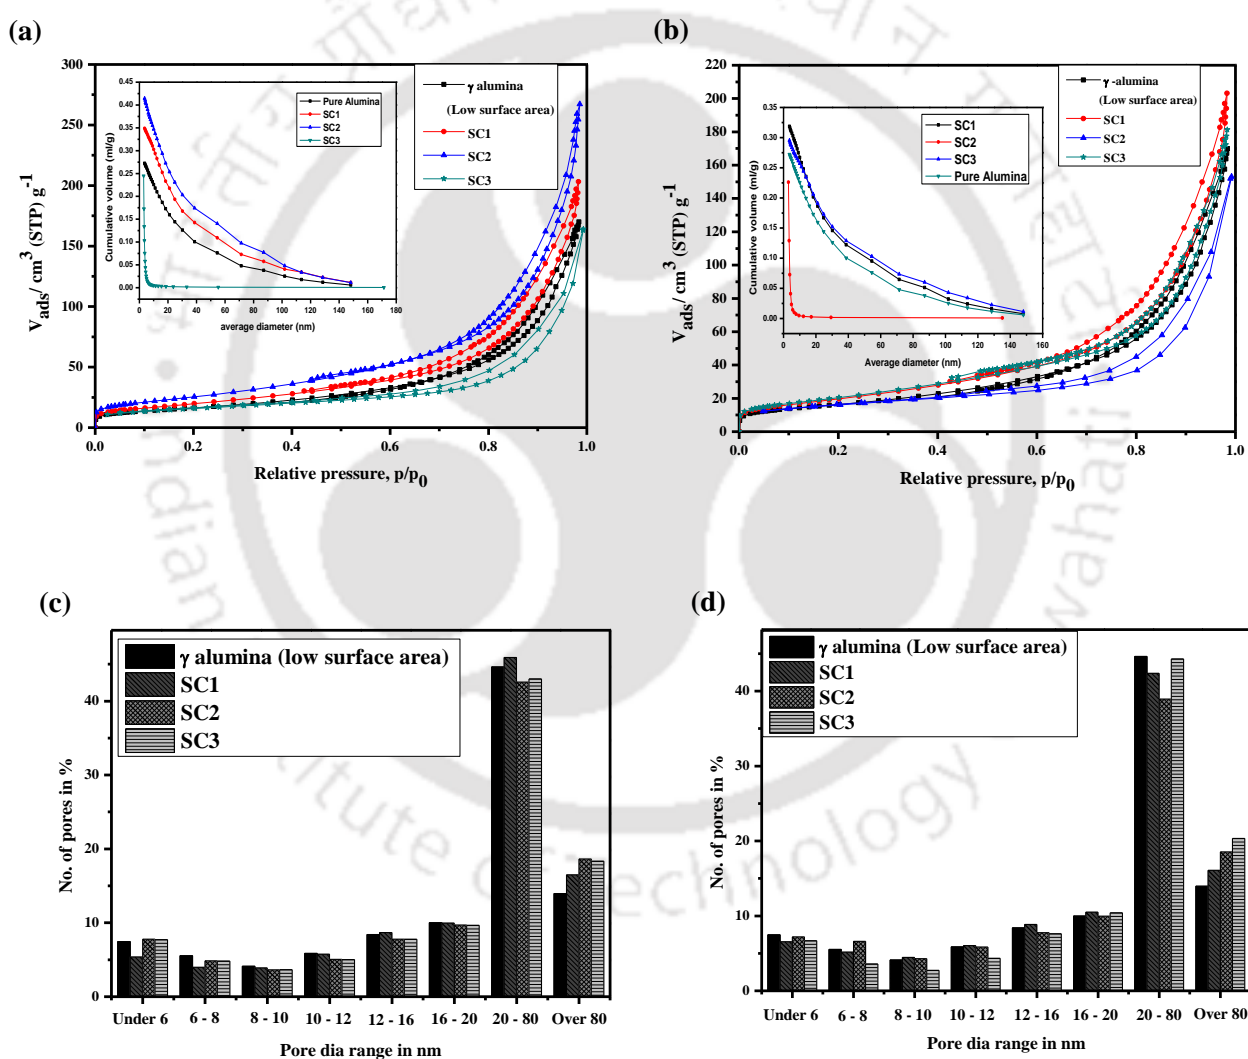 (a)
300
250
200
150
100
50
0
V_ads/ cm^3 (STP) g^-1
0.0 0.2 0.4 0.6 0.8 1.0
Relative pressure, p/p_0
γ alumina
(Low surface area)
SC1
SC2
SC3
0.45
0.40
0.35
0.30
0.25
0.20
0.15
0.10
0.05
0.00
Cumulative volume (ml/g)
0 20 40 60 80 100 120 140 160 180
average diameter (nm)
Pure Alumina
SC1
SC2
SC3
(b)
220
200
180
160
140
120
100
80
60
40
20
0
V_ads/ cm^3 (STP) g^-1
0.0 0.2 0.4 0.6 0.8 1.0
Relative pressure, p/p_0
γ -alumina
(Low surface area)
SC1
SC2
SC3
0.35
0.30
0.25
0.20
0.15
0.10
0.05
0.00
Cumulative volume (ml/g)
0 20 40 60 80 100 120 140 160
Average diameter (nm)
SC1
SC2
SC3
Pure Alumina
(c)
40
30
20
10
0
No. of pores in %
γ alumina (low surface area)
SC1
SC2
SC3
Under 6 6 - 8 8 - 10 10 - 12 12 - 16 16 - 20 20 - 80 Over 80
Pore dia range in nm
(d)
40
30
20
10
0
No. of pores in %
γ alumina (Low surface area)
SC1
SC2
SC3
Under 6 6 - 8 8 - 10 10 - 12 12 - 16 16 - 20 20 - 80 Over 80
Pore dia range in nm